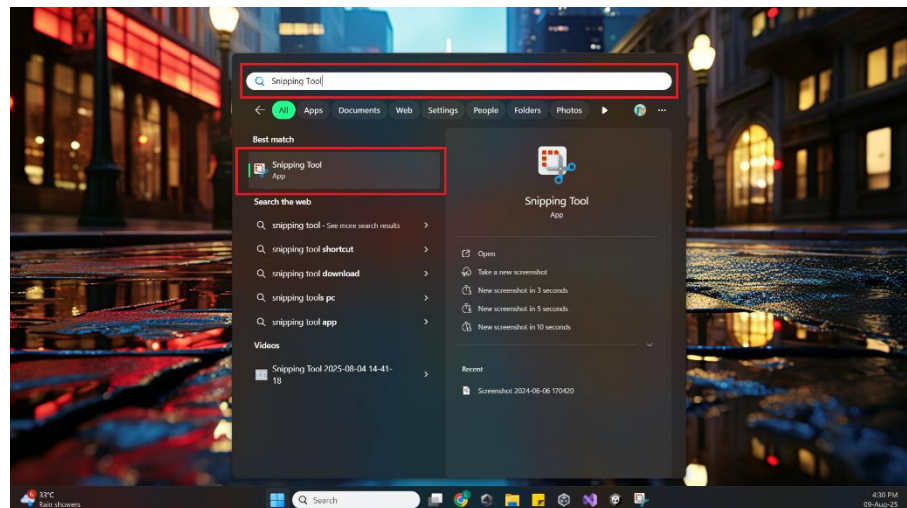 Snipping Tool
All Apps Documents Web Settings People Folders Photos
Best match
Snipping Tool
App
Search the web
snipping tool - See more search results
snipping tool shortcut
snipping tool download
snipping tools pc
snipping tool app
Videos
Snipping Tool 2025-08-04 14-41-
18
Snipping Tool
App
Open
Take a new screenshot
New screenshot in 3 seconds
New screenshot in 5 seconds
New screenshot in 10 seconds
Recent
Screenshot 2024-06-06 170420
6
33°C
Rain showers
Search
4:30 PM
09-Aug-25